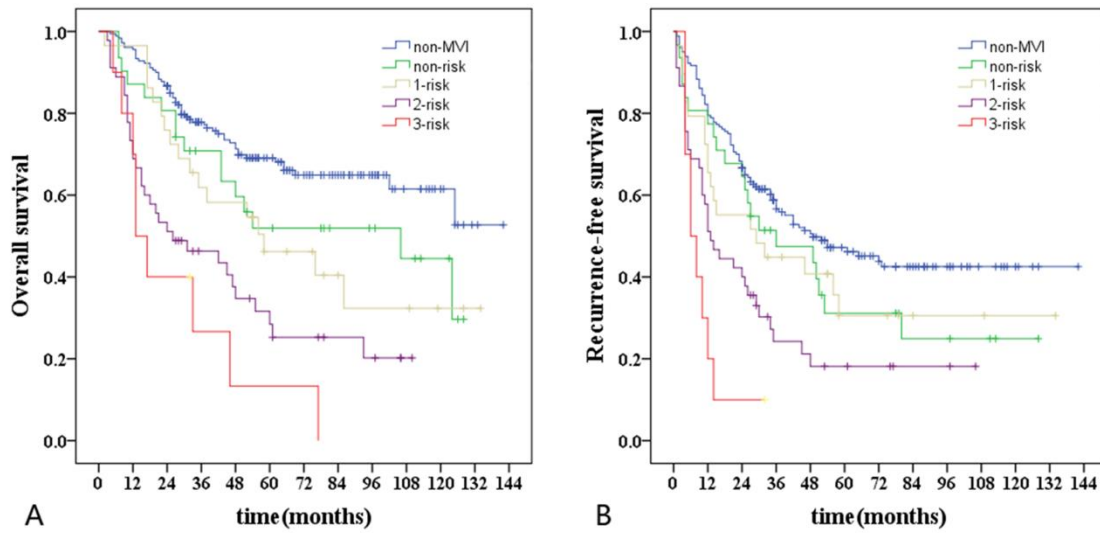 1.0
0.8
0.6
0.4
0.2
0.0
Overall survival
non-MVI
non-risk
1-risk
2-risk
3-risk
0 12 24 36 48 60 72 84 96 108 120 132 144
time(months)
A
1.0
0.8
0.6
0.4
0.2
0.0
Recurrence-free survival
non-MVI
non-risk
1-risk
2-risk
3-risk
0 12 24 36 48 60 72 84 96 108 120 132 144
time(months)
B